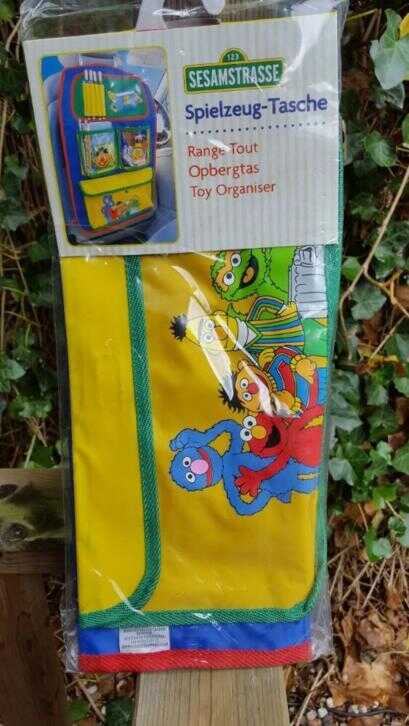 123
SESAMSTRASSE
Spielzeug-Tasche
Range Tout
Opbergtas
Toy Organiser